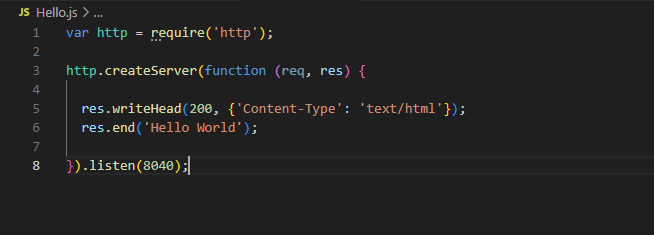 JS Hello.js > ...
1 var http = require('http');
2
3 http.createServer(function (req, res) {
4
5 res.writeHead(200, {'Content-Type': 'text/html'});
6 res.end('Hello World');
7
8 }).listen(8040);